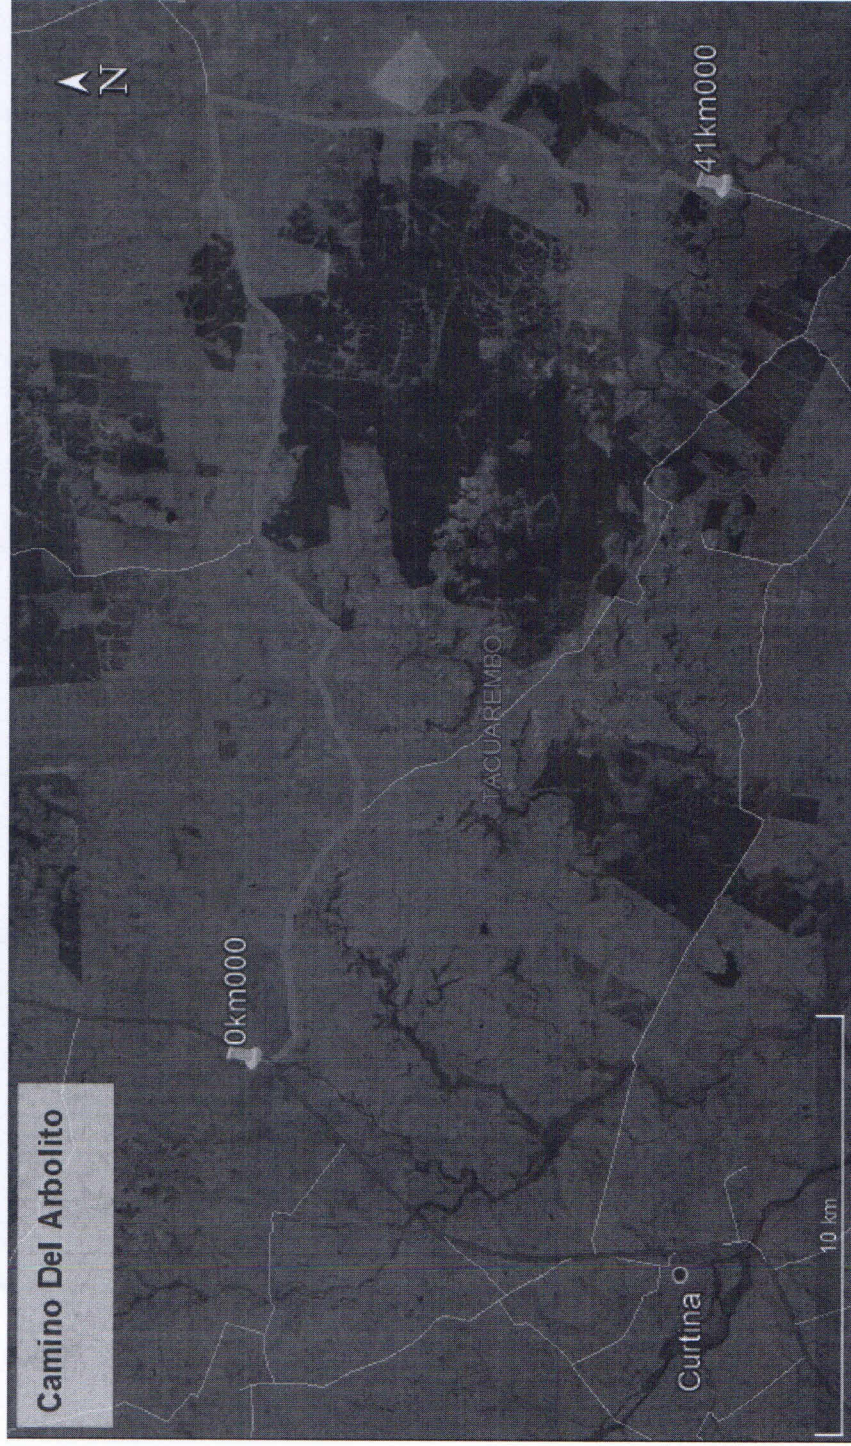 Camino Del Arbolito
N
0km000
41km000
TACUAREMBO
Curtina
10 km